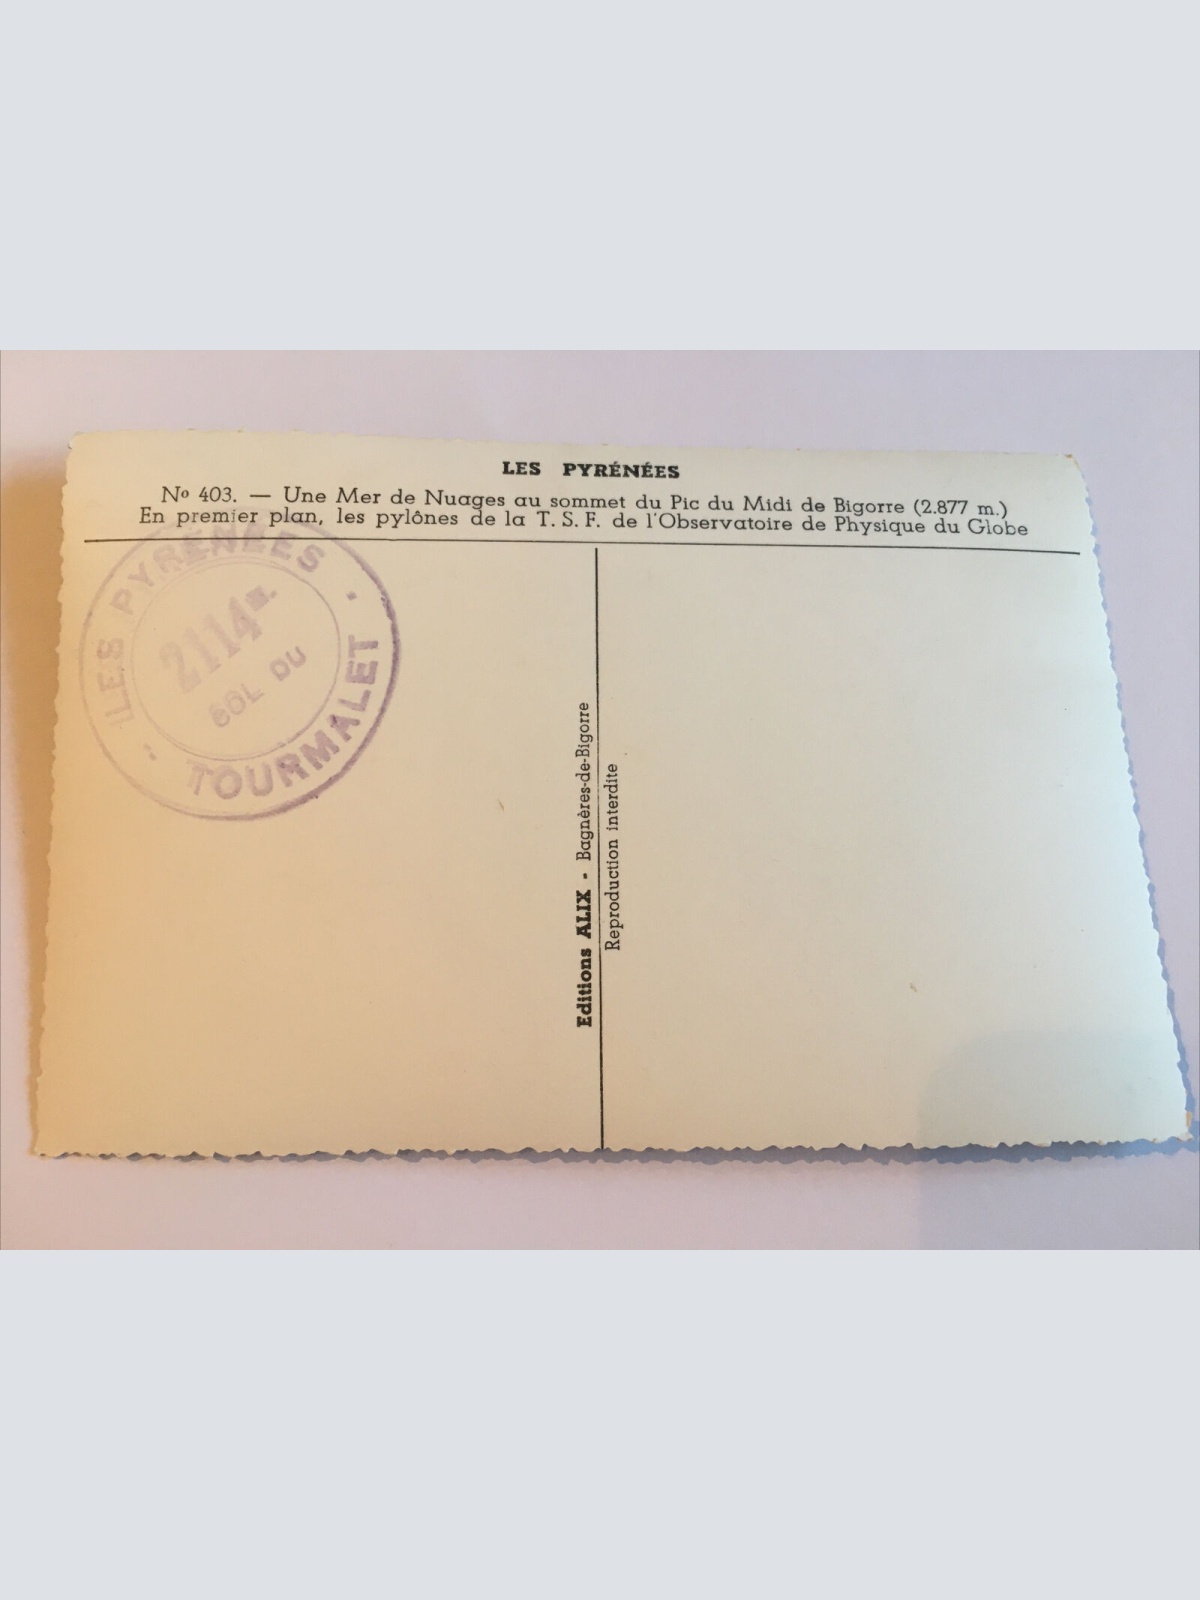 LES PYRÉNÉES
Nº 403. — Une Mer de Nuages au sommet du Pic du Midi de Bigorre (2.877 m.)
En premier plan, les pylônes de la T. S. F. de l'Observatoire de Physique du Globe
LES PYRÉNÉES
2114 m.
COL DU
TOURMALET
Editions ALIX - Bagnères-de-Bigorre
Reproduction interdite